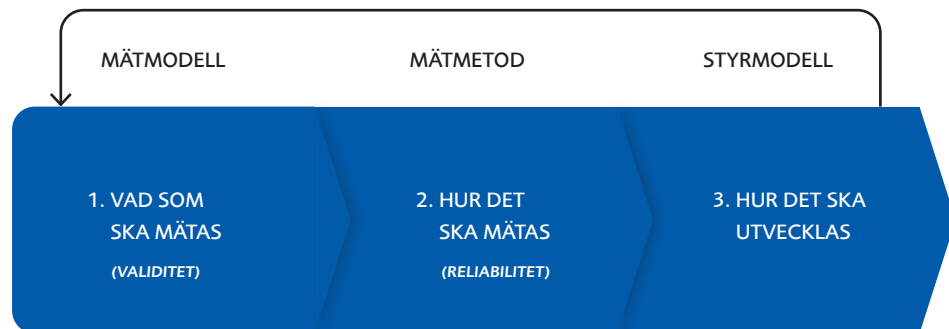 MÄTMODELL
MÄTMETOD
STYRMODELL
1. VAD SOM
SKA MÄTAS
(VALIDITET)
2. HUR DET
SKA MÄTAS
(RELIABILITET)
3. HUR DET SKA
UTVECKLAS